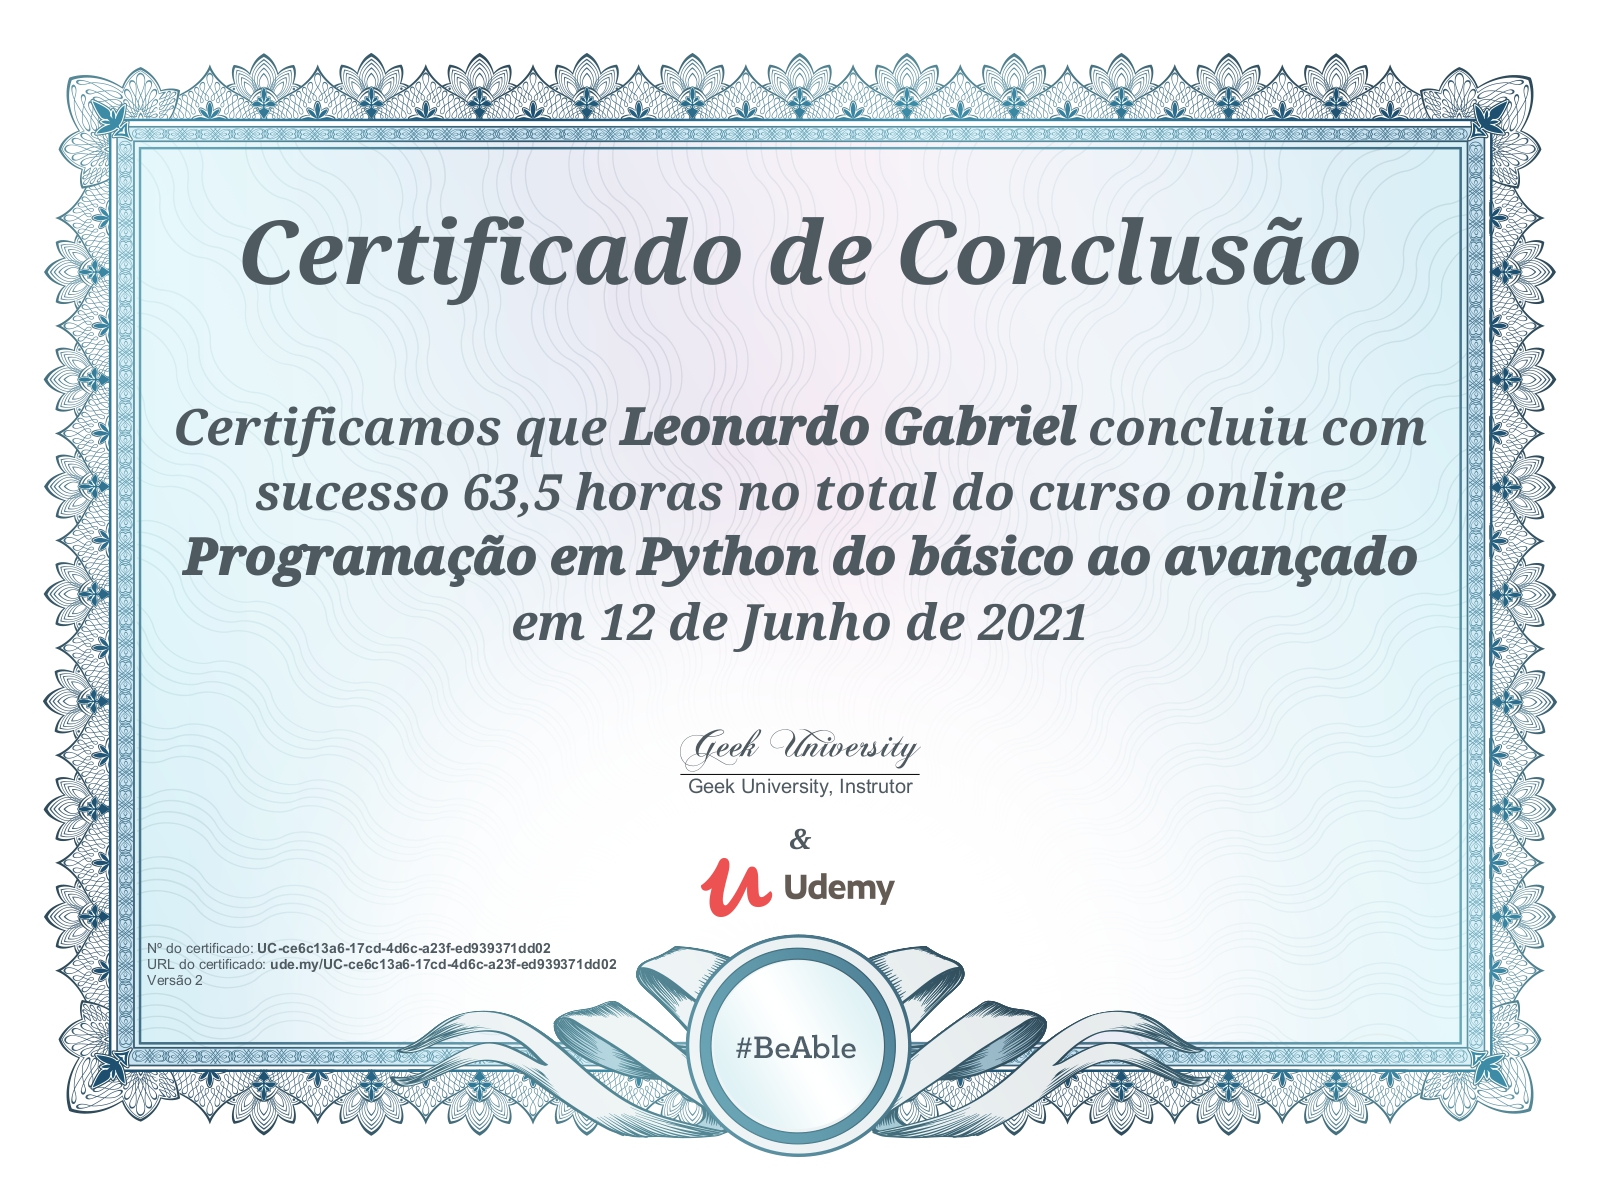 Certificado de Conclusão
Certificamos que Leonardo Gabriel concluiu com
sucesso 63,5 horas no total do curso online
Programação em Python do básico ao avançado
em 12 de Junho de 2021
Geek University
Geek University, Instrutor
&
Udemy
Nº do certificado: UC-ce6c13a6-17cd-4d6c-a23f-ed939371dd02
URL do certificado: ude.my/UC-ce6c13a6-17cd-4d6c-a23f-ed939371dd02
Versão 2
#BeAble